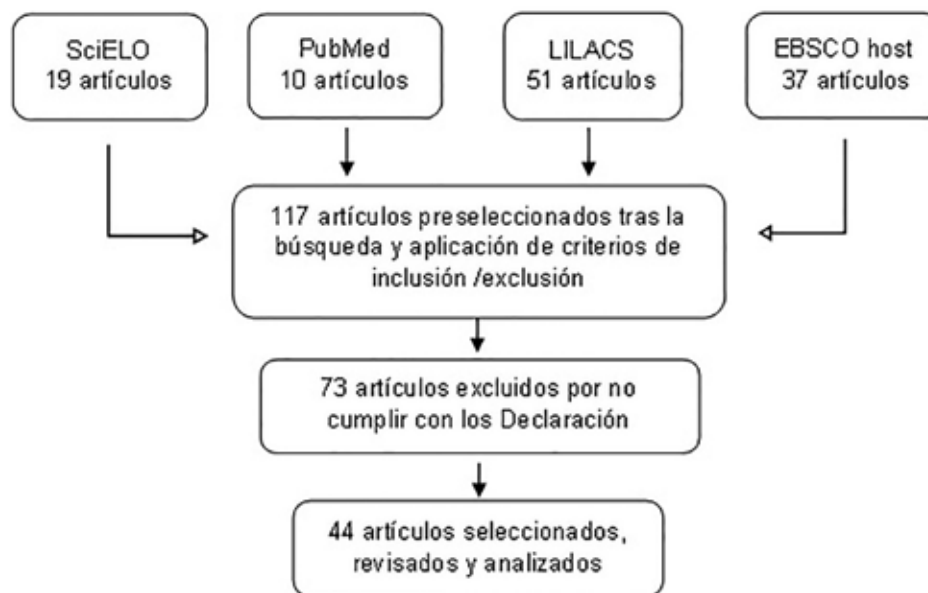 SciELO
19 artículos
PubMed
10 artículos
LILACS
51 artículos
EBSCO host
37 artículos
117 artículos preseleccionados tras la
búsqueda y aplicación de criterios de
inclusión /exclusión
73 artículos excluidos por no
cumplir con los Declaración
44 artículos seleccionados,
revisados y analizados